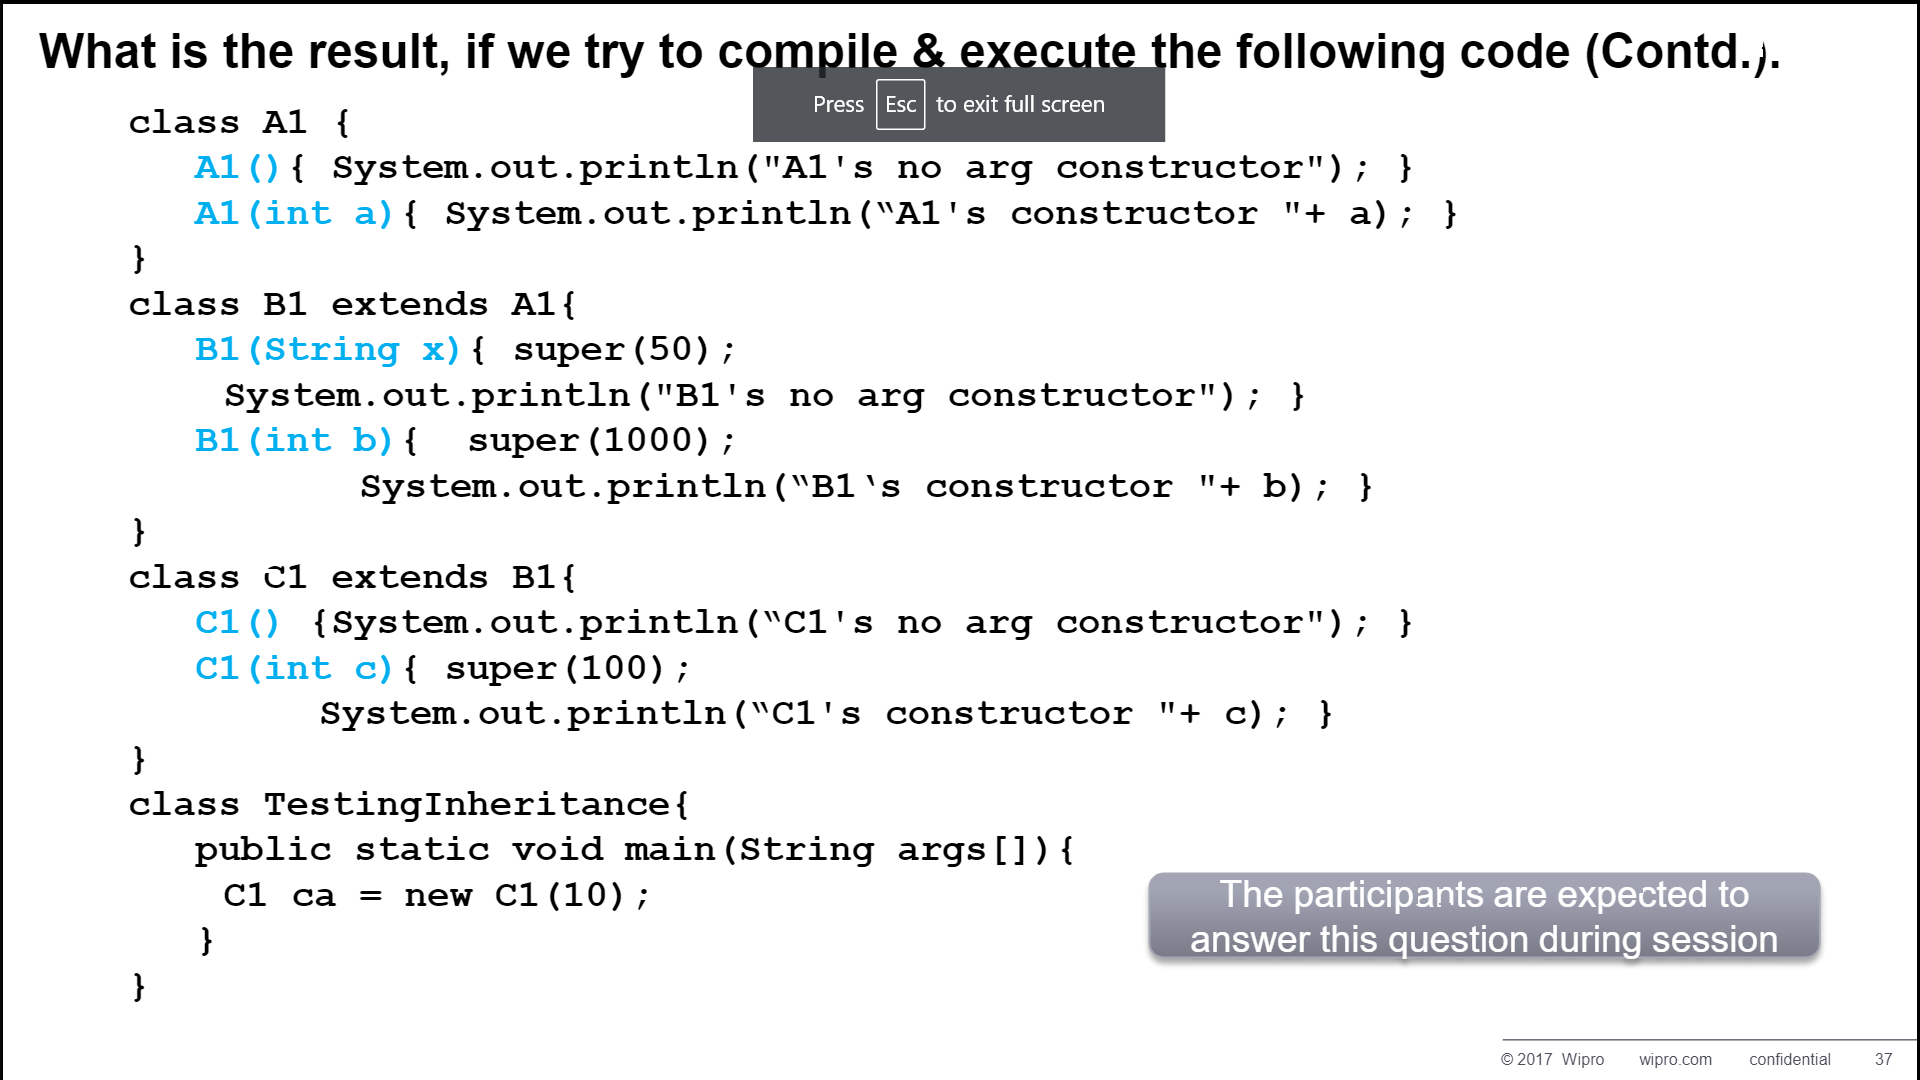 What is the result, if we try to compile & execute the following code (Contd.).
Press Esc to exit full screen
class A1 {
A1(){ System.out.println("A1's no arg constructor"); }
A1(int a){ System.out.println(“A1's constructor "+ a); }
}
class B1 extends A1{
B1(String x){ super(50);
System.out.println("B1's no arg constructor"); }
B1(int b){  super(1000);
System.out.println(“B1‘s constructor "+ b); }
}
class C1 extends B1{
C1() {System.out.println(“C1's no arg constructor"); }
C1(int c){ super(100);
System.out.println(“C1's constructor "+ c); }
}
class TestingInheritance{
public static void main(String args[]){
C1 ca = new C1(10);
}
}
The participants are expected to
answer this question during session
© 2017 Wipro wipro.com confidential 37